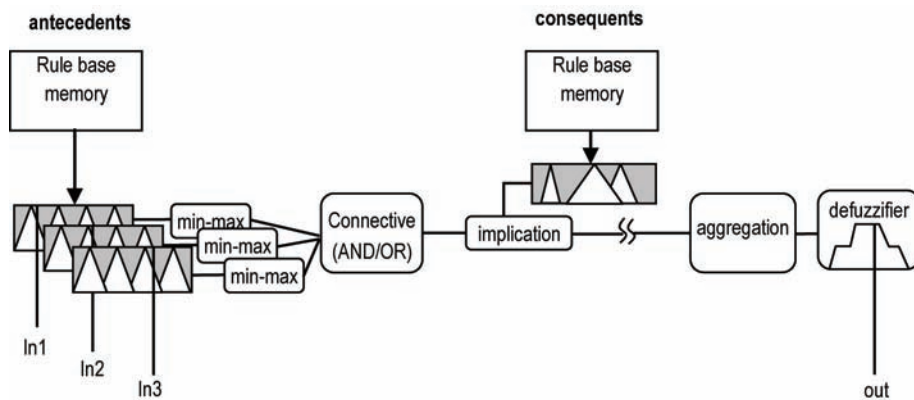 antecedents
consequents
Rule base
memory
Rule base
memory
min-max
min-max
min-max
Connective
(AND/OR)
implication
aggregation
defuzzifier
In1
In2
In3
out